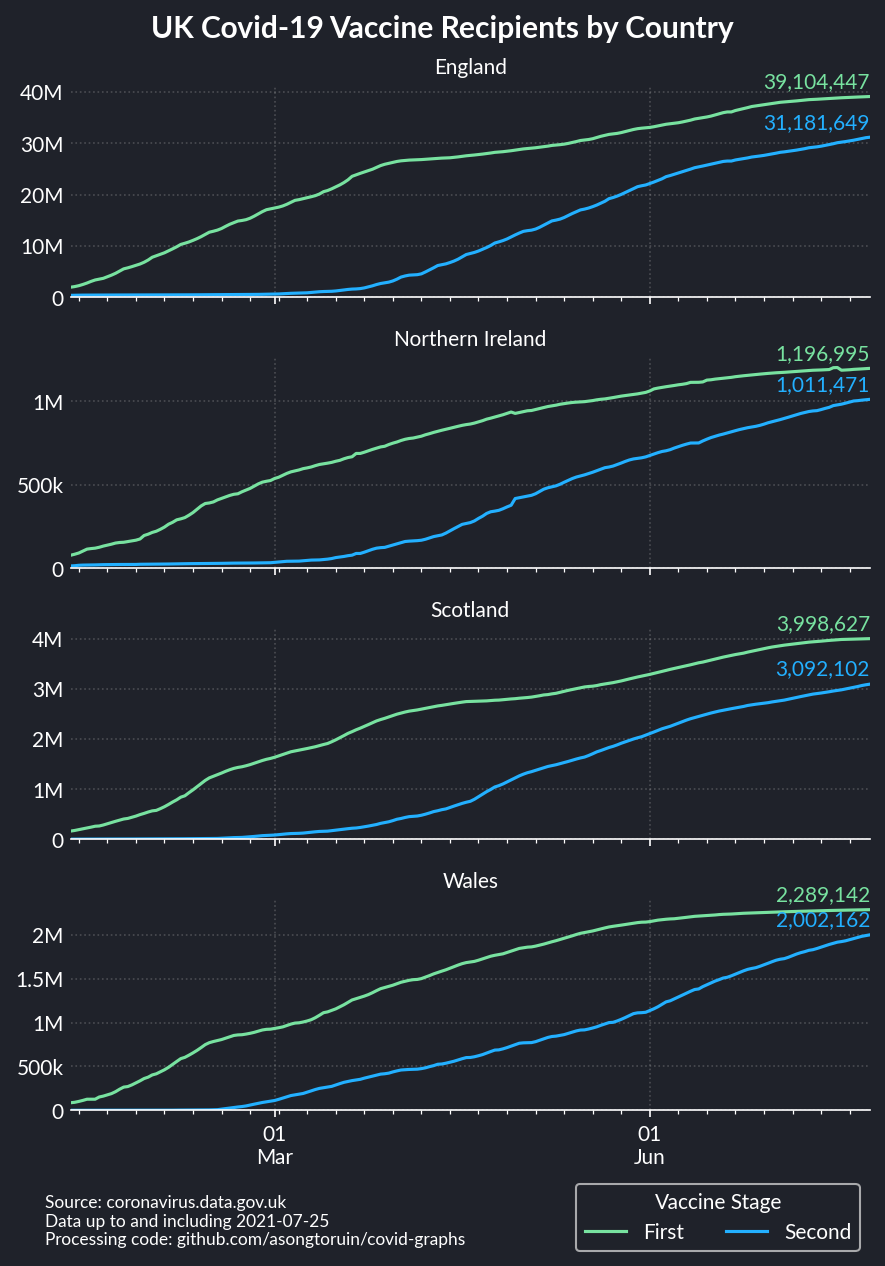 UK Covid-19 Vaccine Recipients by Country
England
39,104,447
31,181,649
40M
30M
20M
10M
0
Northern Ireland
1,196,995
1,011,471
1M
500k
0
Scotland
3,998,627
3,092,102
4M
3M
2M
1M
0
Wales
2,289,142
2,002,162
2M
1.5M
1M
500k
0
01
Mar
01
Jun
Source: coronavirus.data.gov.uk
Data up to and including 2021-07-25
Processing code: github.com/asongtoruin/covid-graphs
Vaccine Stage
First
Second